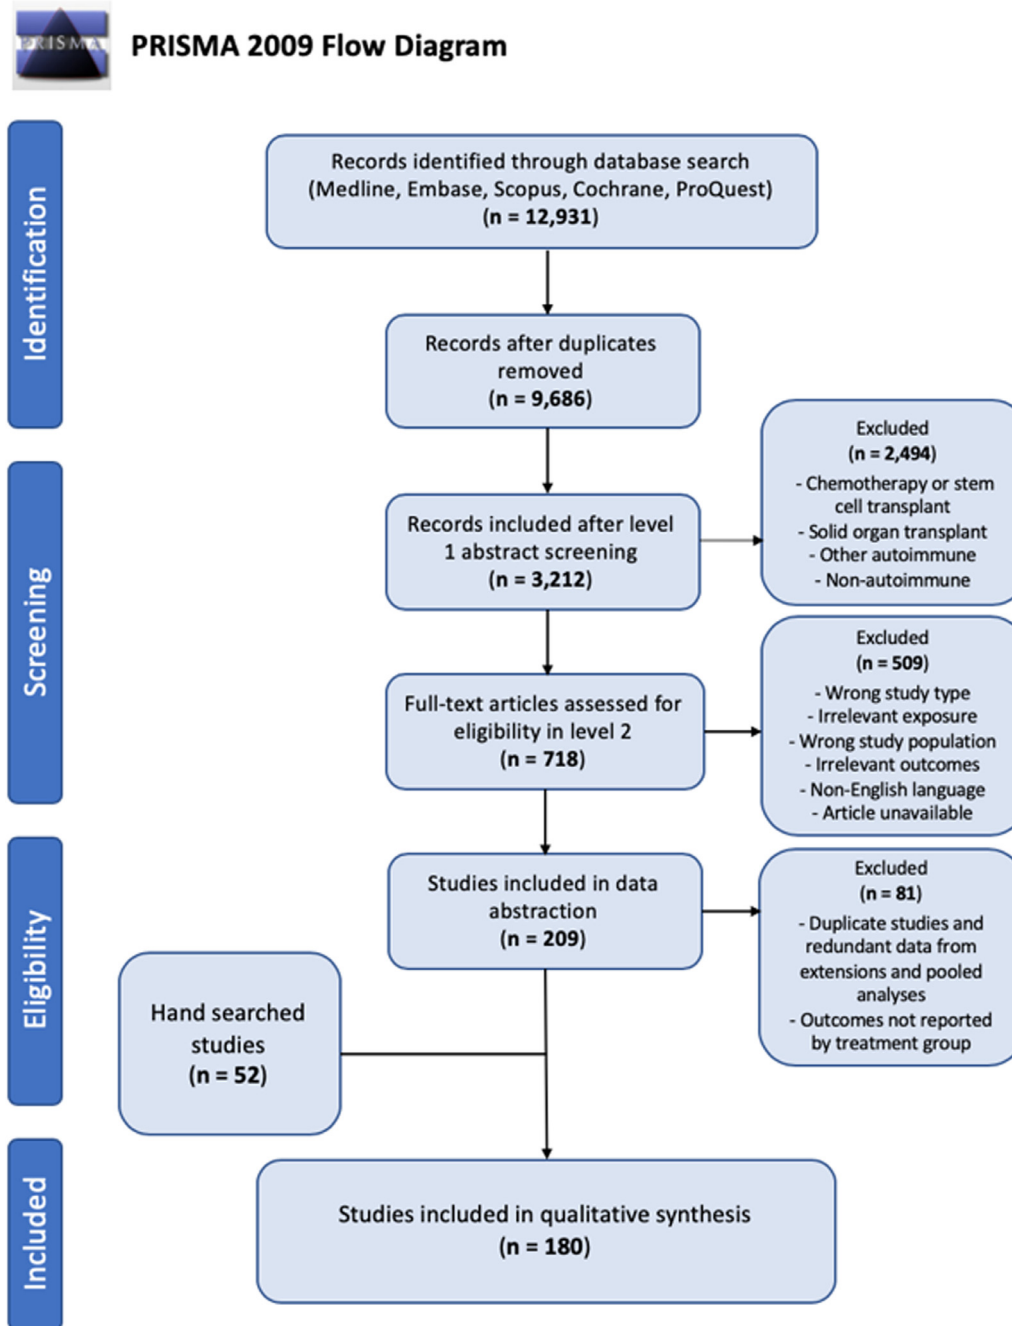 PRISMA
PRISMA 2009 Flow Diagram
Identification
Records identified through database search
(Medline, Embase, Scopus, Cochrane, ProQuest)
(n = 12,931)
Records after duplicates
removed
(n = 9,686)
Screening
Records included after level
1 abstract screening
(n = 3,212)
Excluded
(n = 2,494)
- Chemotherapy or stem
cell transplant
- Solid organ transplant
- Other autoimmune
- Non-autoimmune
Full-text articles assessed for
eligibility in level 2
(n = 718)
Excluded
(n = 509)
- Wrong study type
- Irrelevant exposure
- Wrong study population
- Irrelevant outcomes
- Non-English language
- Article unavailable
Eligibility
Studies included in data
abstraction
(n = 209)
Excluded
(n = 81)
- Duplicate studies and
redundant data from
extensions and pooled
analyses
- Outcomes not reported
by treatment group
Hand searched
studies
(n = 52)
Included
Studies included in qualitative synthesis
(n = 180)